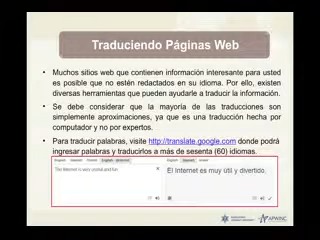 Traduciendo Páginas Web
• Muchos sitios web que contienen información interesante para usted
es posible que no estén redactados en su idioma. Por ello, existen
diversas herramientas que pueden ayudarle a traducir la información.
• Se debe considerar que la mayoría de las traducciones son
simplemente aproximaciones, ya que es una traducción hecha por
computador y no por expertos.
• Para traducir palabras, visite http://translate.google.com donde podrá
ingresar palabras y traducirlos a más de sesenta (60) idiomas.
The Internet is very useful and fun
El Internet es muy útil y divertido.
APWINC